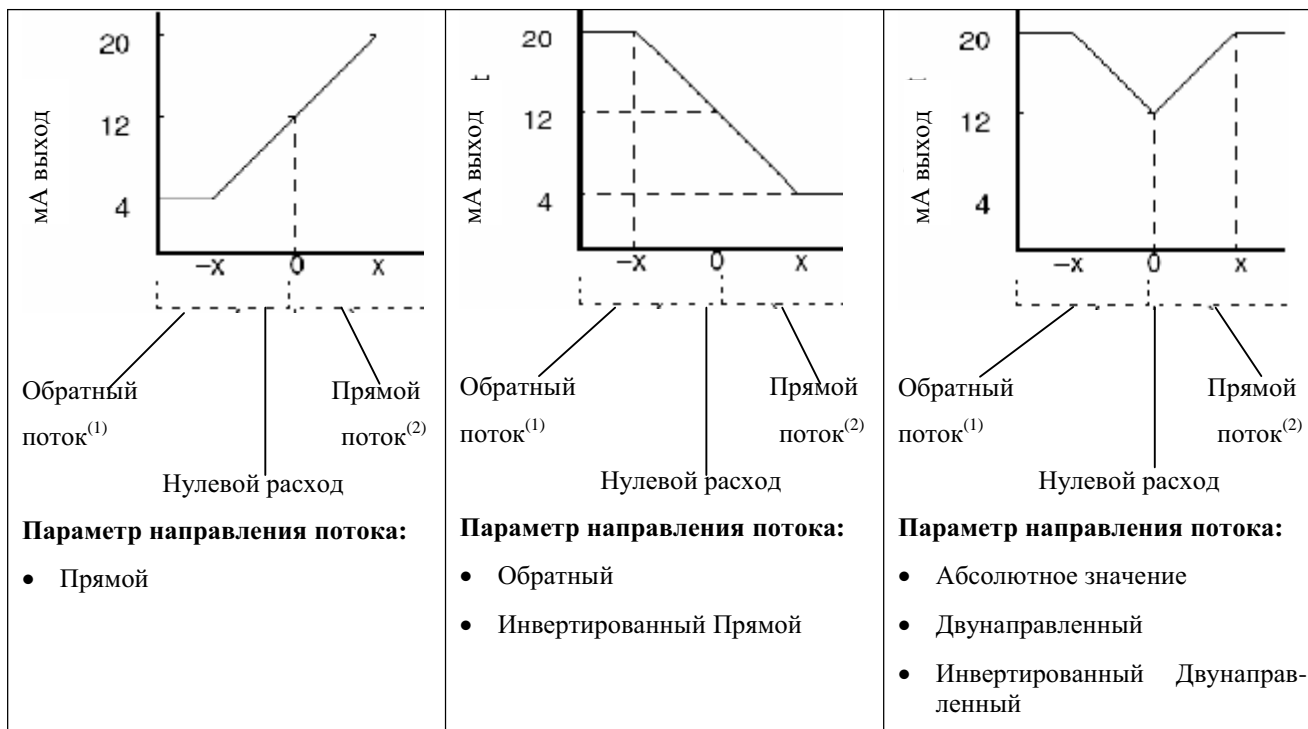 20
12
4
мА выход
–x 0 x
Обратный Прямой
поток(1) поток(2)
Нулевой расход
Параметр направления потока:
• Прямой
20
t
12
4
мА выход
–x 0 x
Обратный Прямой
поток(1) поток(2)
Нулевой расход
Параметр направления потока:
• Обратный
• Инвертированный Прямой
20
12
4
мА выход
–x 0 x
Обратный Прямой
поток(1) поток(2)
Нулевой расход
Параметр направления потока:
• Абсолютное значение
• Двунаправленный
• Инвертированный Двунаправ-
ленный